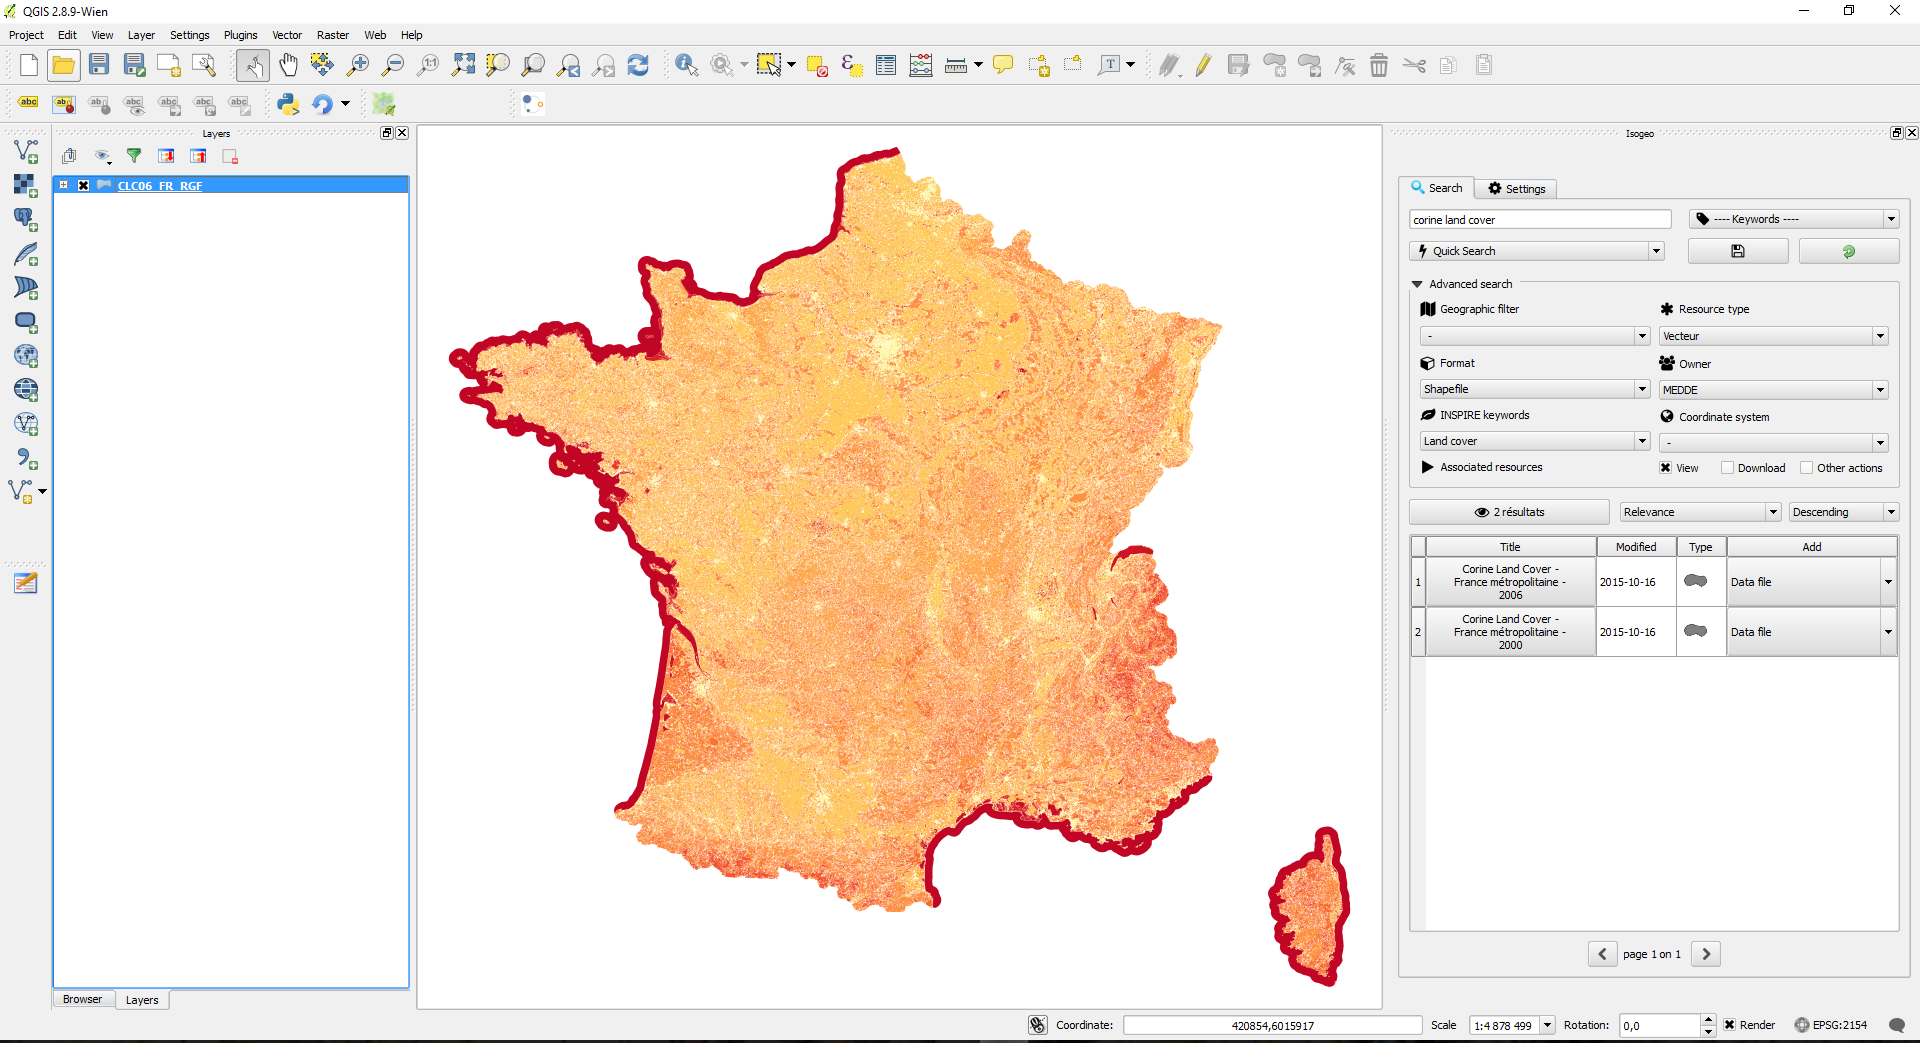 QGIS 2.8.9-Wien
Project Edit View Layer Settings Plugins Vector Raster Web Help
Layers
CLC06_FR_RGF
Browser
Layers
Isogeo
Search
Settings
corine land cover
---- Keywords ----
Quick Search
Advanced search
Geographic filter
Resource type
-
Vecteur
Format
Owner
Shapefile
MEDDE
INSPIRE keywords
Coordinate system
Land cover
-
Associated resources
View
Download
Other actions
2 résultats
Relevance
Descending
Title Modified Type Add
1
Corine Land Cover -
France métropolitaine -
2006
2015-10-16
Data file
2
Corine Land Cover -
France métropolitaine -
2000
2015-10-16
Data file
page 1 on 1
Coordinate: 420854,6015917 Scale 1:4 878 499 Rotation: 0,0 Render EPSG:2154